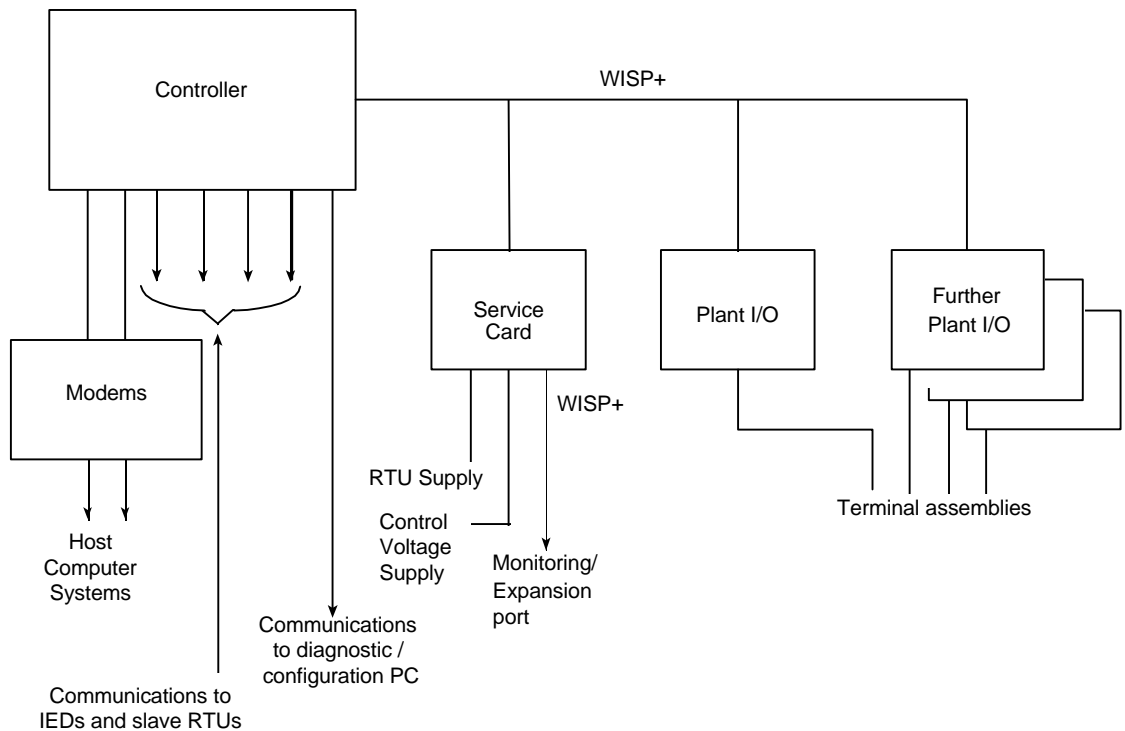 Controller
WISP+
Service
Card
Plant I/O
Further
Plant I/O
Modems
WISP+
RTU Supply
Control
Voltage
Supply
Monitoring/
Expansion
port
Terminal assemblies
Host
Computer
Systems
Communications
to diagnostic /
configuration PC
Communications to
IEDs and slave RTUs